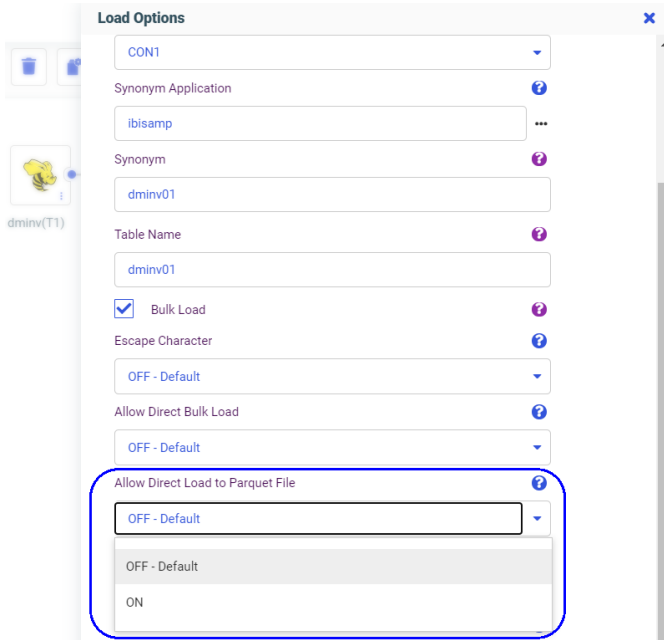 Load Options
CON1
Synonym Application
ibisamp
Synonym
dminv01
dminv(T1)
Table Name
dminv01
Bulk Load
Escape Character
OFF - Default
Allow Direct Bulk Load
OFF - Default
Allow Direct Load to Parquet File
OFF - Default
OFF - Default
ON